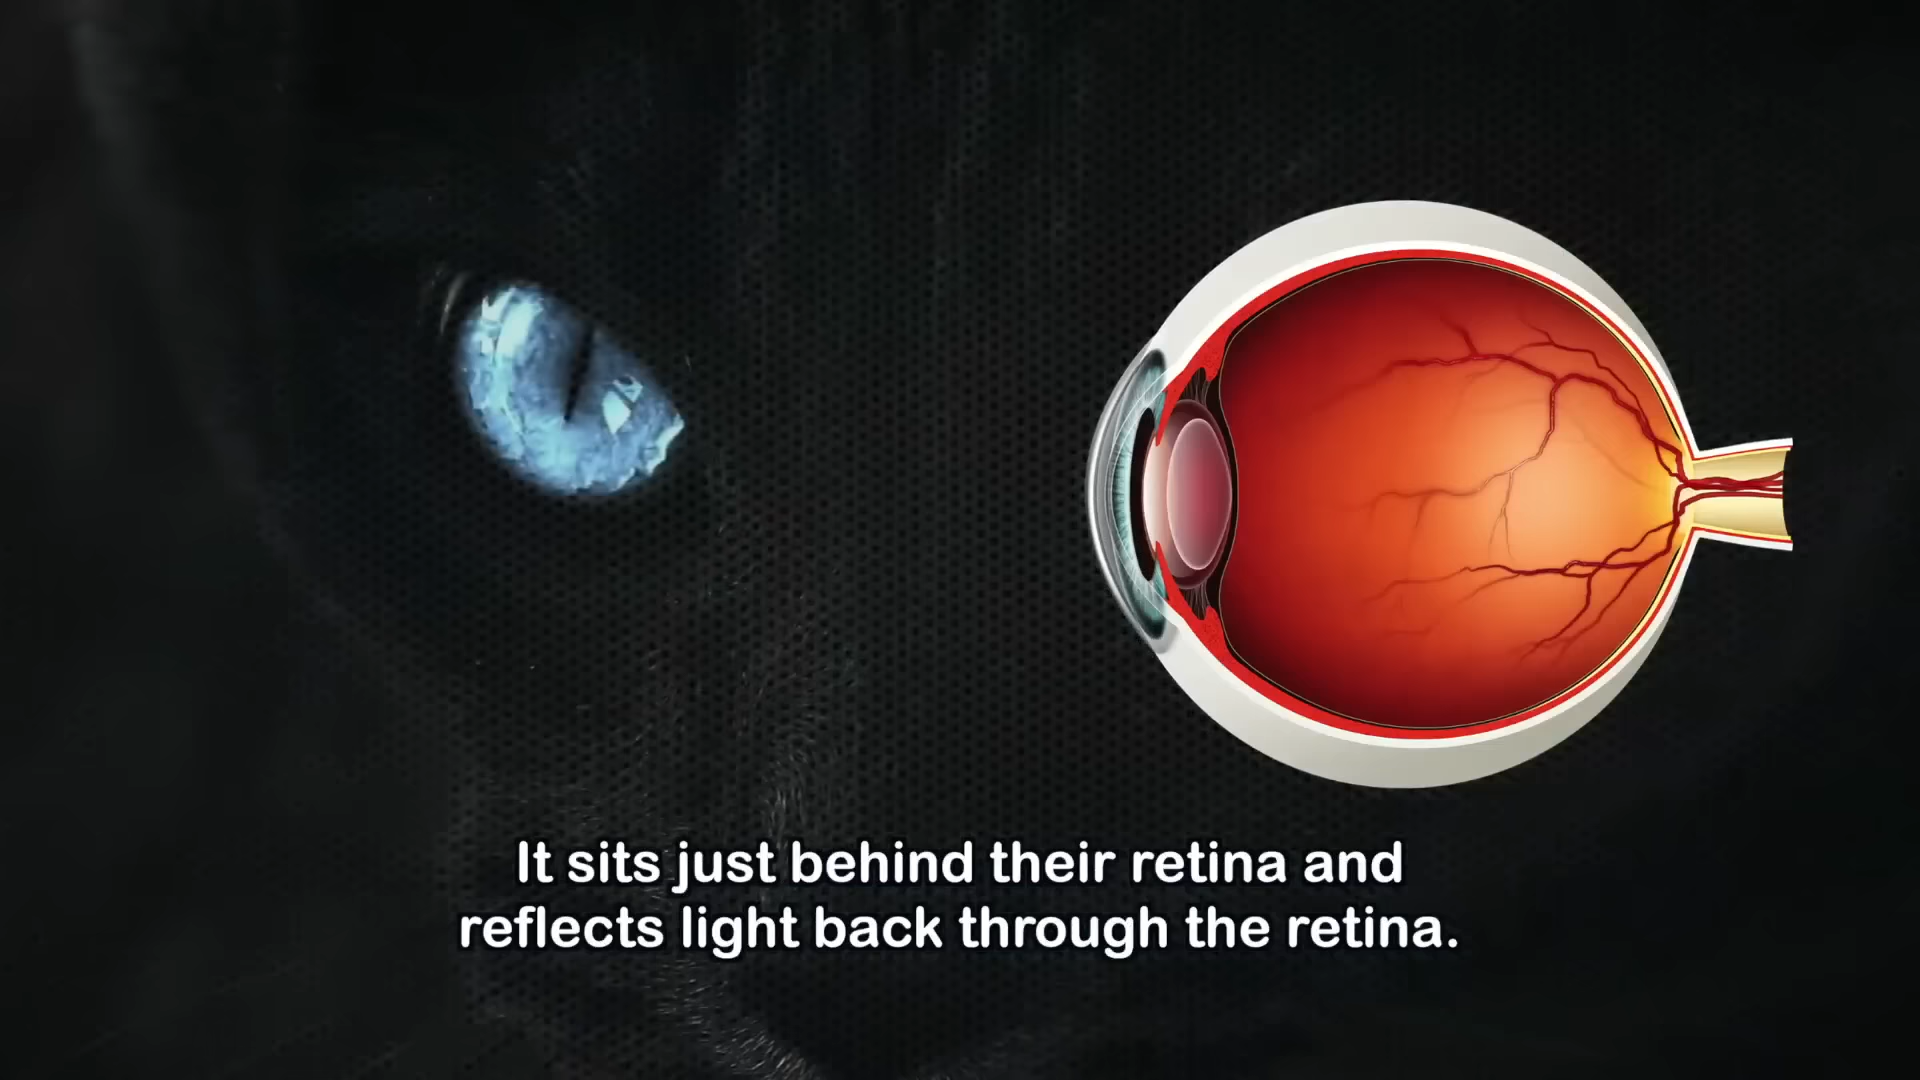 It sits just behind their retina and
reflects light back through the retina.